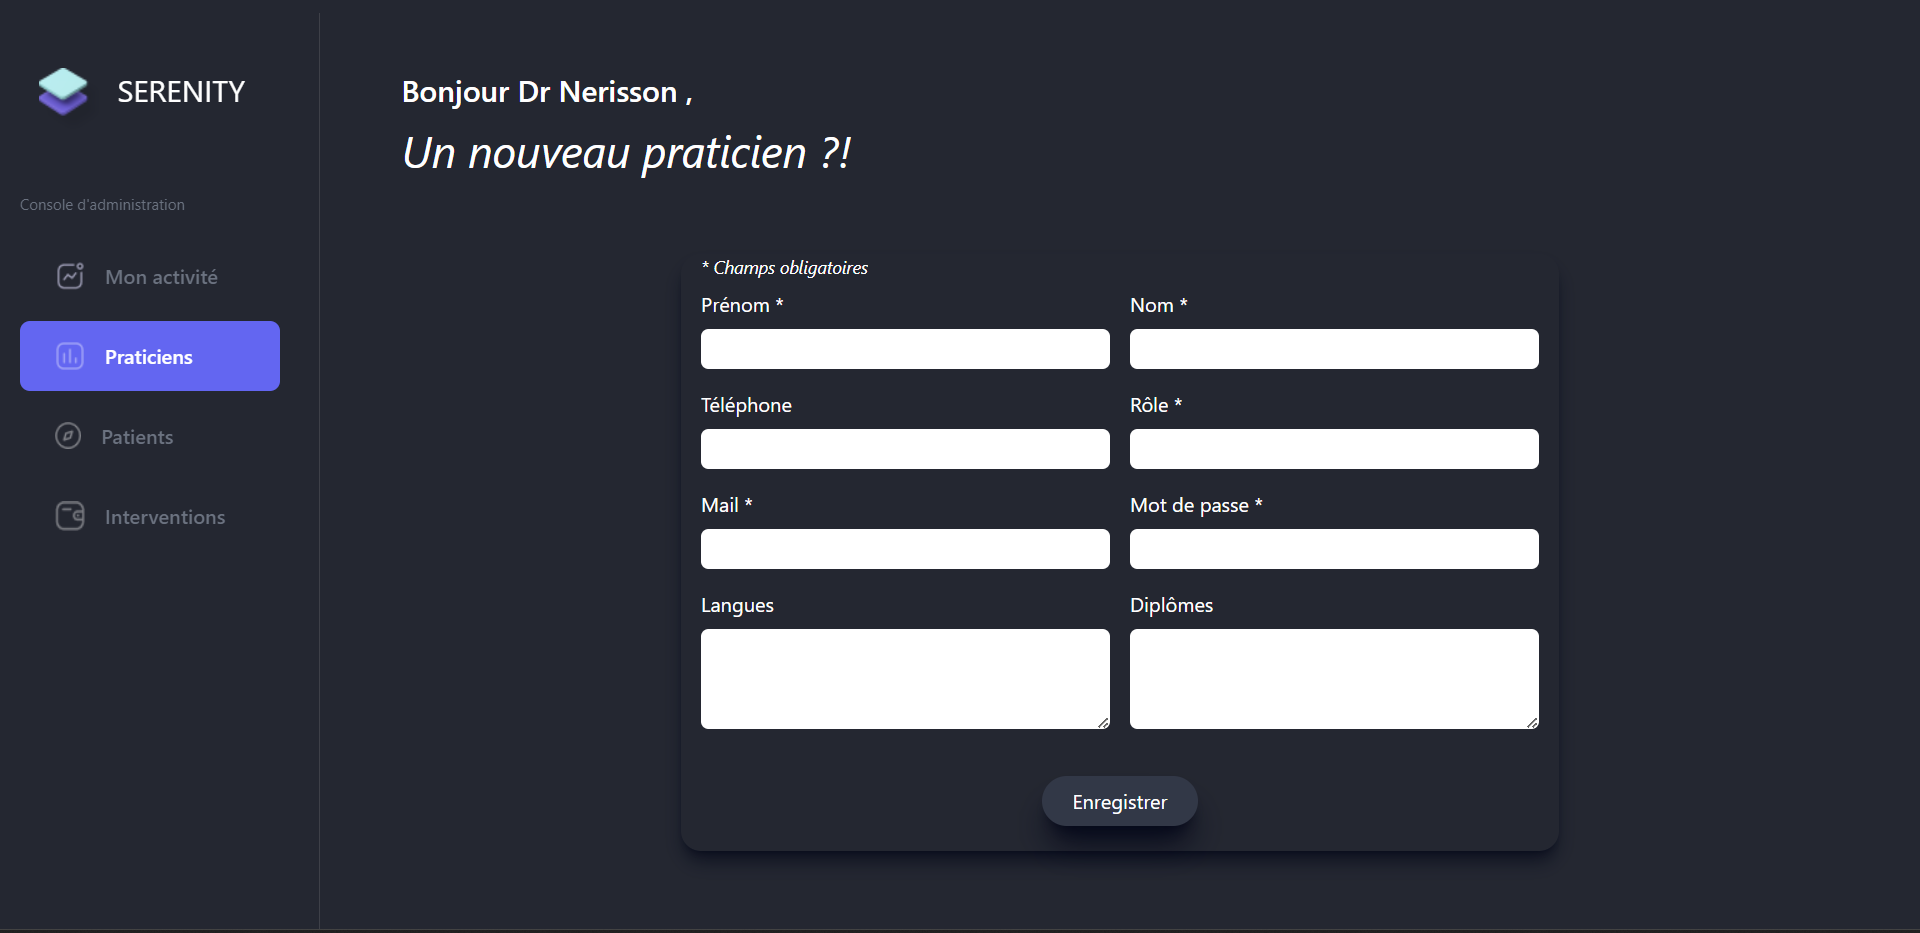 SERENITY
Console d'administration
Mon activité
Praticiens
Patients
Interventions
Bonjour Dr Nerisson ,
Un nouveau praticien ?!
* Champs obligatoires
Prénom *
Nom *
Téléphone
Rôle *
Mail *
Mot de passe *
Langues
Diplômes
Enregistrer